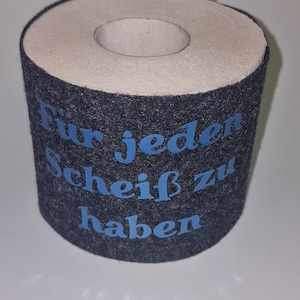 Für jeden
Scheiß zu
haben